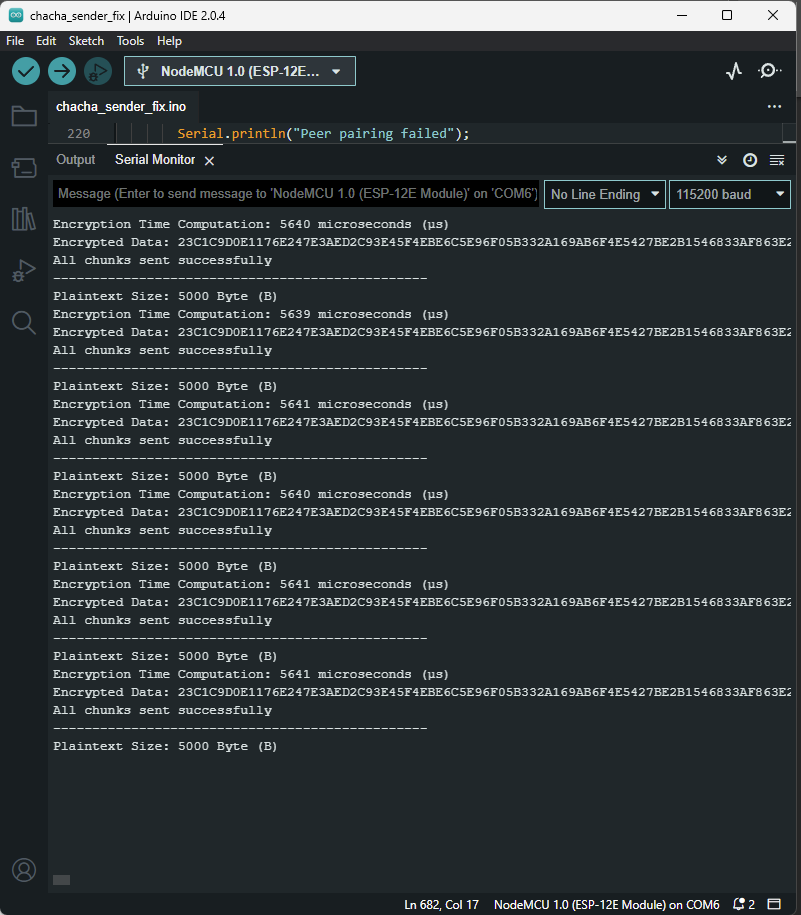 chacha_sender_fix | Arduino IDE 2.0.4
File Edit Sketch Tools Help
NodeMCU 1.0 (ESP-12E...
chacha_sender_fix.ino
220 Serial.println("Peer pairing failed");
Output Serial Monitor
Message (Enter to send message to 'NodeMCU 1.0 (ESP-12E Module)' on 'COM6') No Line Ending 115200 baud
Encryption Time Computation: 5640 microseconds (µs)
Encrypted Data: 23C1C9D0E1176E247E3AED2C93E45F4EBE6C5E96F05B332A169AB6F4E5427BE2B1546833AF863E2
All chunks sent successfully
------------------------------------------------
Plaintext Size: 5000 Byte (B)
Encryption Time Computation: 5639 microseconds (µs)
Encrypted Data: 23C1C9D0E1176E247E3AED2C93E45F4EBE6C5E96F05B332A169AB6F4E5427BE2B1546833AF863E2
All chunks sent successfully
------------------------------------------------
Plaintext Size: 5000 Byte (B)
Encryption Time Computation: 5641 microseconds (µs)
Encrypted Data: 23C1C9D0E1176E247E3AED2C93E45F4EBE6C5E96F05B332A169AB6F4E5427BE2B1546833AF863E2
All chunks sent successfully
------------------------------------------------
Plaintext Size: 5000 Byte (B)
Encryption Time Computation: 5640 microseconds (µs)
Encrypted Data: 23C1C9D0E1176E247E3AED2C93E45F4EBE6C5E96F05B332A169AB6F4E5427BE2B1546833AF863E2
All chunks sent successfully
------------------------------------------------
Plaintext Size: 5000 Byte (B)
Encryption Time Computation: 5641 microseconds (µs)
Encrypted Data: 23C1C9D0E1176E247E3AED2C93E45F4EBE6C5E96F05B332A169AB6F4E5427BE2B1546833AF863E2
All chunks sent successfully
------------------------------------------------
Plaintext Size: 5000 Byte (B)
Encryption Time Computation: 5641 microseconds (µs)
Encrypted Data: 23C1C9D0E1176E247E3AED2C93E45F4EBE6C5E96F05B332A169AB6F4E5427BE2B1546833AF863E2
All chunks sent successfully
------------------------------------------------
Plaintext Size: 5000 Byte (B)
Ln 682, Col 17 NodeMCU 1.0 (ESP-12E Module) on COM6 2